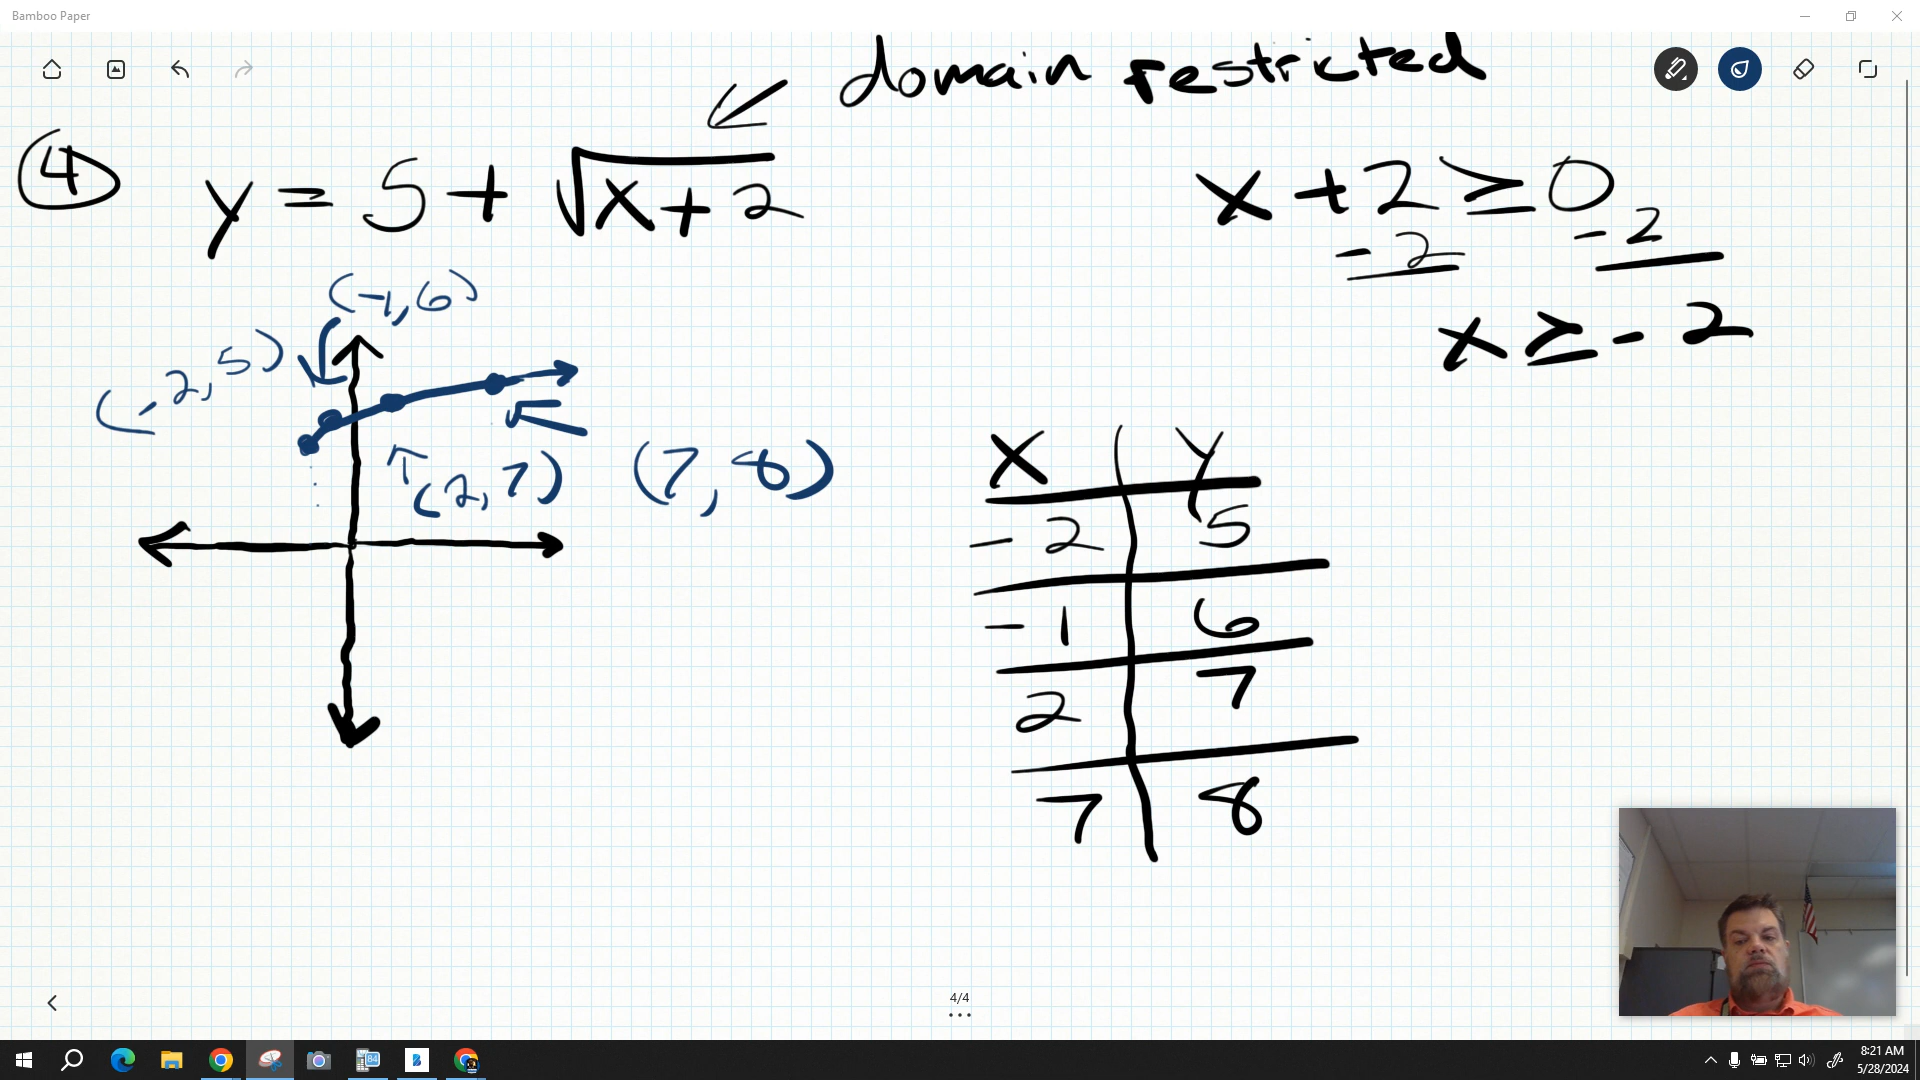 Bamboo Paper
domain restricted
4 y = 5 + √x+2
x + 2 ≥ 0
- 2 - 2
x ≥ - 2
(-1,6)
(-2,5)
(2,7) (7,8)
X Y
-2 5
-1 6
2 7
7 8
4/4
84
8:21 AM
5/28/2024